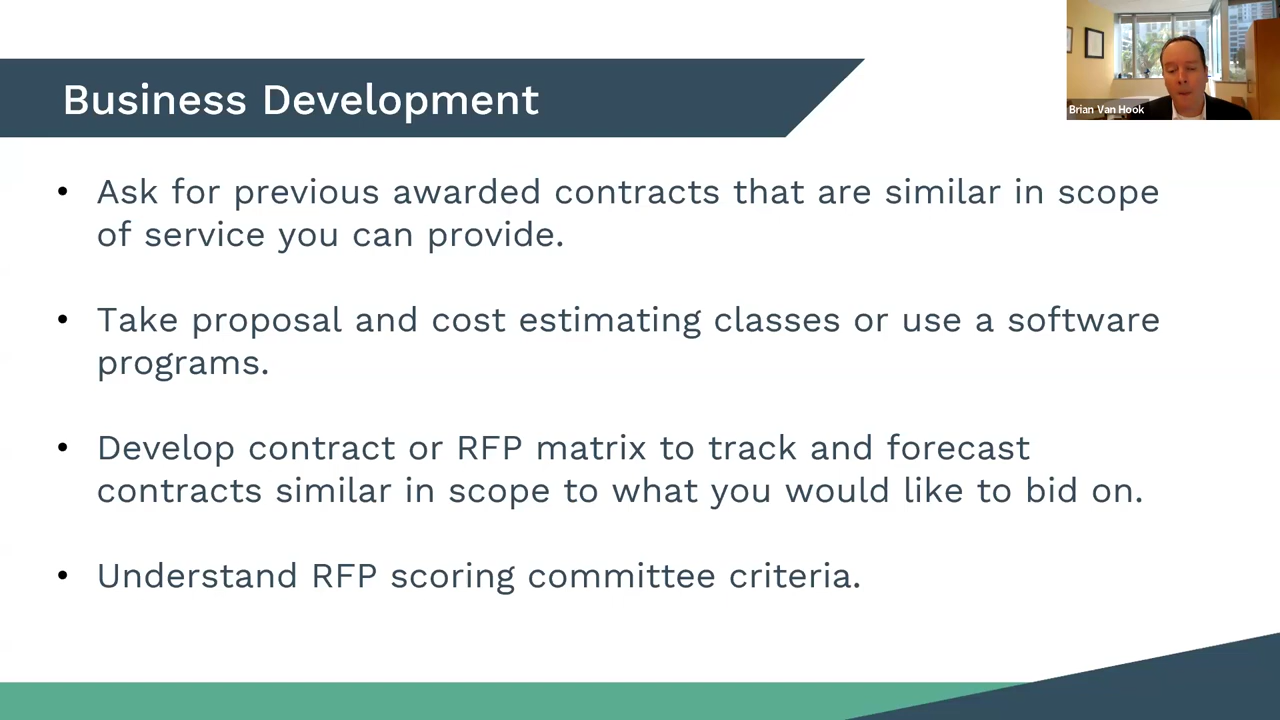 Business Development
Brian Van Hook
• Ask for previous awarded contracts that are similar in scope
of service you can provide.
• Take proposal and cost estimating classes or use a software
programs.
• Develop contract or RFP matrix to track and forecast
contracts similar in scope to what you would like to bid on.
• Understand RFP scoring committee criteria.